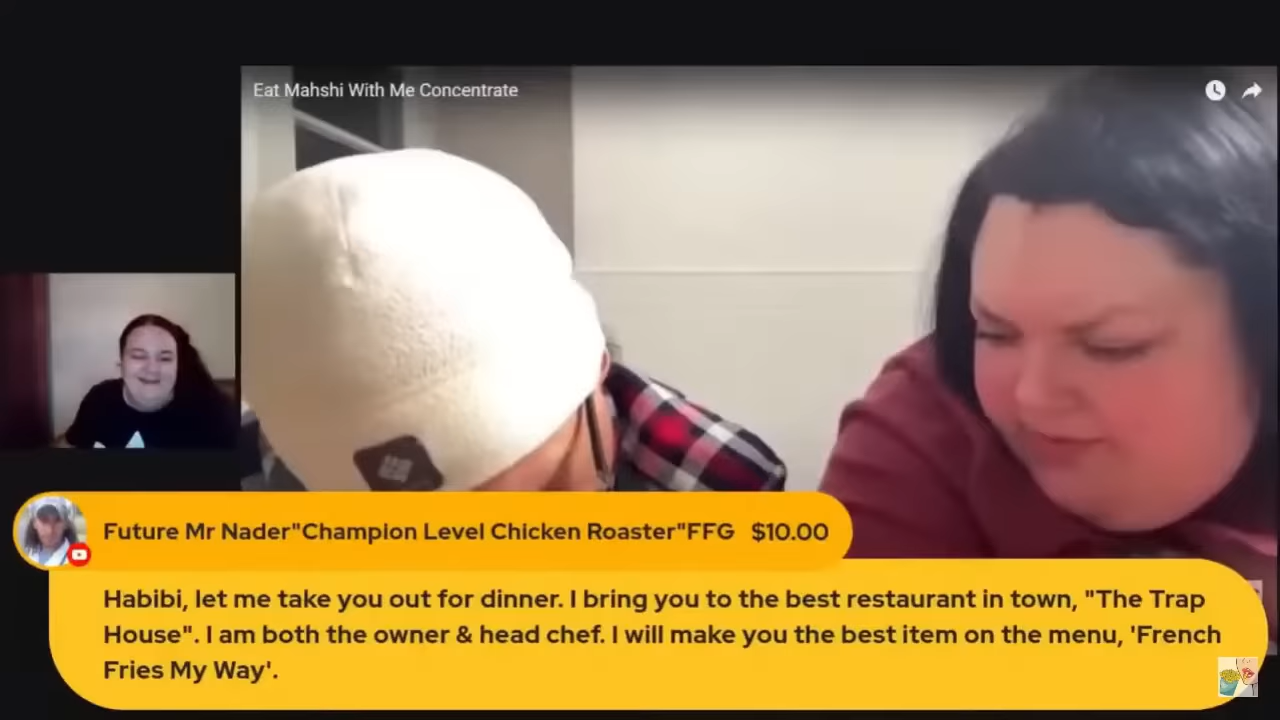 Eat Mahshi With Me Concentrate
Future Mr Nader"Champion Level Chicken Roaster"FFG $10.00
Habibi, let me take you out for dinner. I bring you to the best restaurant in town, "The Trap
House". I am both the owner & head chef. I will make you the best item on the menu, 'French
Fries My Way'.